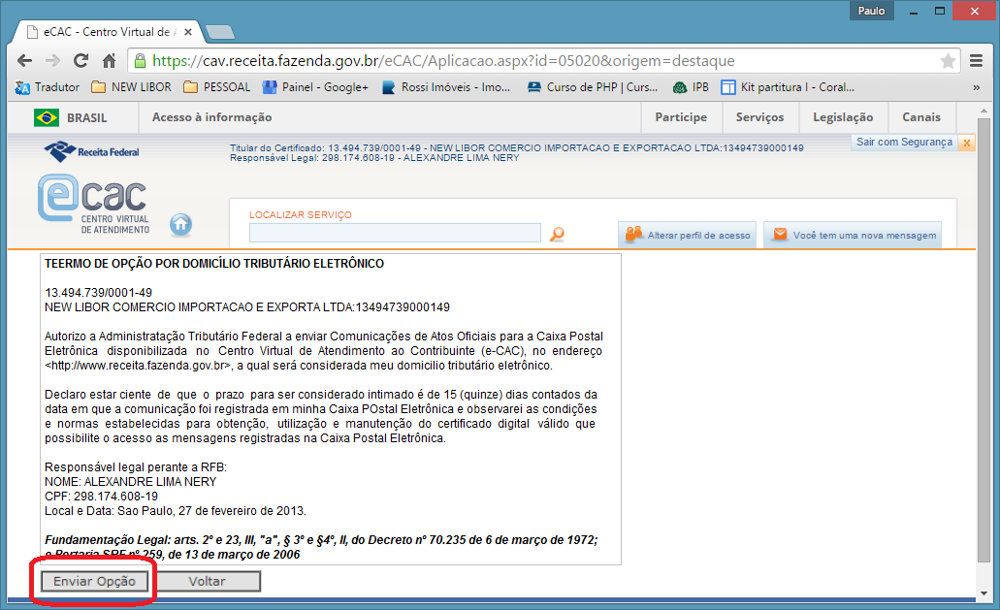 Paulo
eCAC - Centro Virtual de A
https://cav.receita.fazenda.gov.br/eCAC/Aplicacao.aspx?id=05020&origem=destaque
Tradutor NEW LIBOR PESSOAL Painel - Google+ Rossi Imóveis - Imo... Curso de PHP | Curs... IPB Kit partitura I - Coral... »
BRASIL Acesso à informação Participe Serviços Legislação Canais
Receita Federal
Titular do Certificado: 13.494.739/0001-49 - NEW LIBOR COMERCIO IMPORTACAO E EXPORTACAO LTDA:13494739000149
Responsável Legal: 298.174.608-19 - ALEXANDRE LIMA NERY
Sair com Segurança x
eCAC
CENTRO VIRTUAL
DE ATENDIMENTO
LOCALIZAR SERVIÇO
Alterar perfil de acesso Você tem uma nova mensagem
TEERMO DE OPÇÃO POR DOMICÍLIO TRIBUTÁRIO ELETRÔNICO
13.494.739/0001-49
NEW LIBOR COMERCIO IMPORTACAO E EXPORTA LTDA:13494739000149
Autorizo a Administratação Tributário Federal a enviar Comunicações de Atos Oficiais para a Caixa Postal
Eletrônica disponibilizada no Centro Virtual de Atendimento ao Contribuinte (e-CAC), no endereço
<http://www.receita.fazenda.gov.br>, a qual será considerada meu domicilio tributário eletrônico.
Declaro estar ciente de que o prazo para ser considerado intimado é de 15 (quinze) dias contados da
data em que a comunicação foi registrada em minha Caixa POstal Eletrônica e observarei as condições
e normas estabelecidas para obtenção, utilização e manutenção do certificado digital válido que
possibilite o acesso as mensagens registradas na Caixa Postal Eletrônica.
Responsável legal perante a RFB:
NOME: ALEXANDRE LIMA NERY
CPF: 298.174.608-19
Local e Data: Sao Paulo, 27 de fevereiro de 2013.
Fundamentação Legal: arts. 2º e 23, III, "a", § 3º e §4º, II, do Decreto nº 70.235 de 6 de março de 1972;
e Portaria SRF nº 259, de 13 de março de 2006
Enviar Opção Voltar